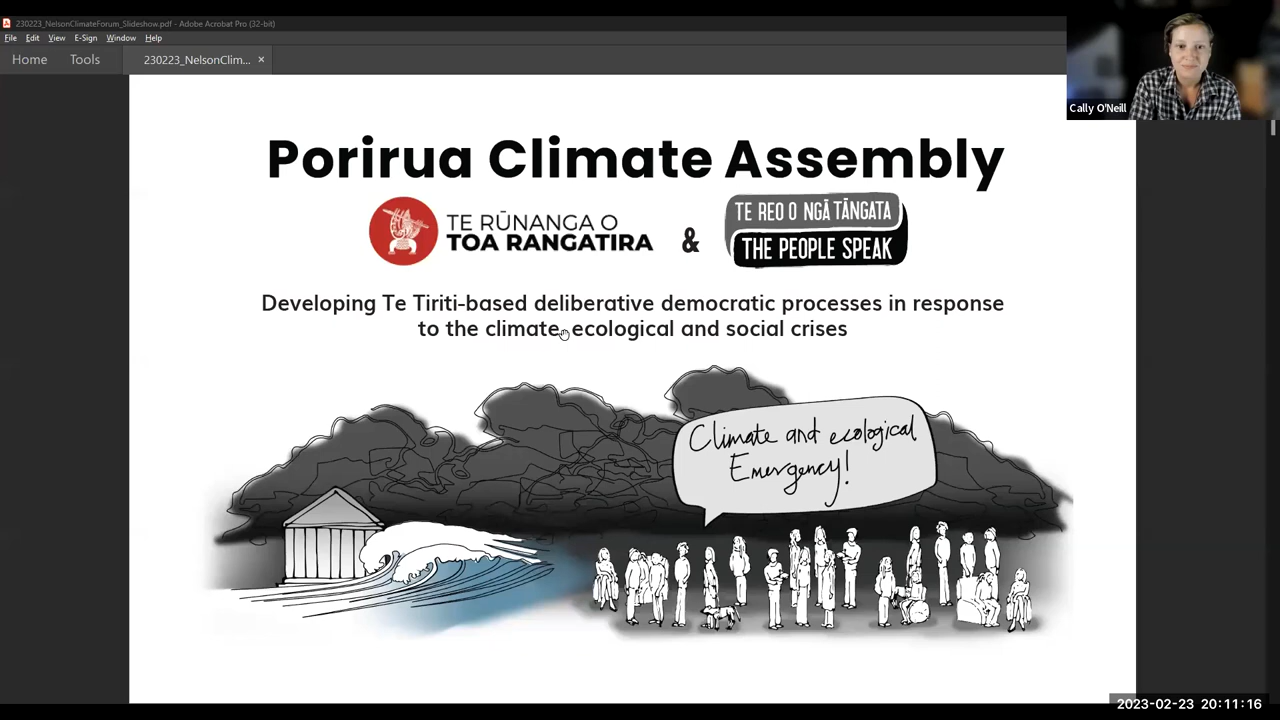 230223_NelsonClimateForum_Slideshow.pdf - Adobe Acrobat Pro (32-bit)
File Edit View E-Sign Window Help
Home Tools 230223_NelsonClim... ×
Cally O'Neill
Porirua Climate Assembly
TE RŪNANGA O
TOA RANGATIRA
&
TE REO O NGĀ TĀNGATA
THE PEOPLE SPEAK
Developing Te Tiriti-based deliberative democratic processes in response
to the climate, ecological and social crises
Climate and ecological
Emergency!
2023-02-23 20:11:16